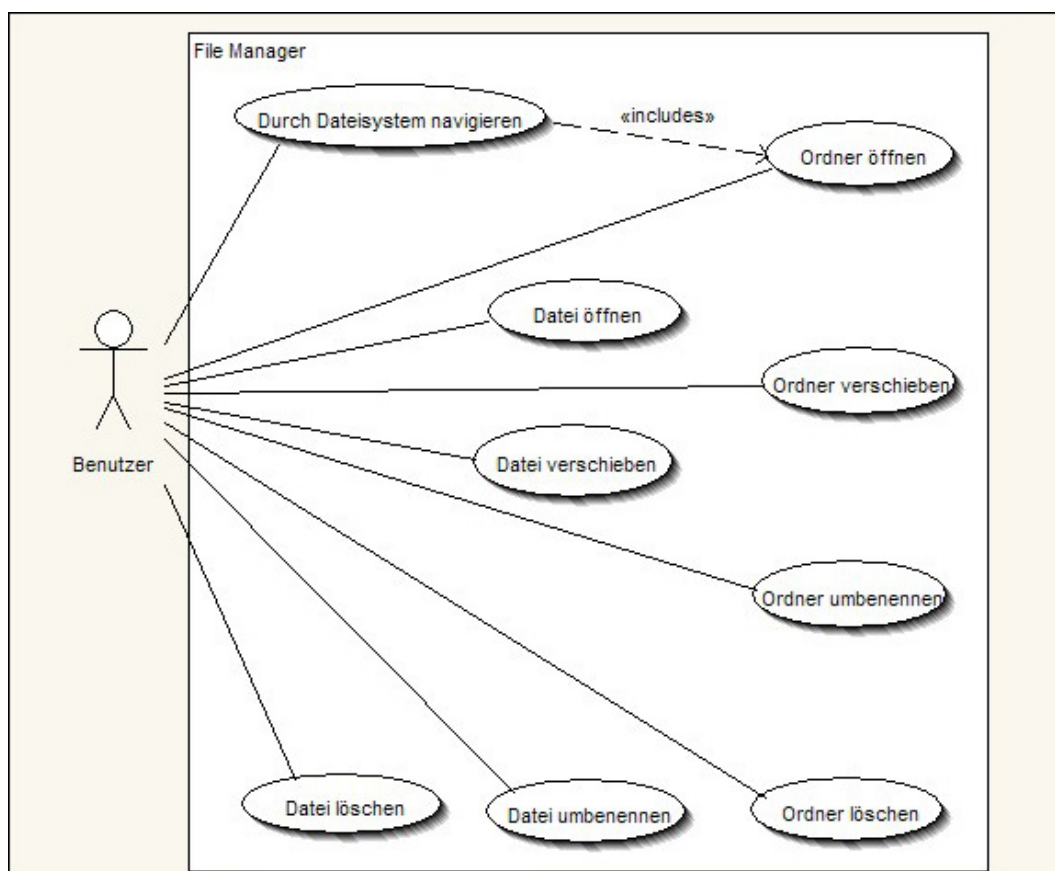 File Manager
Durch Dateisystem navigieren
«includes»
Ordner öffnen
Datei öffnen
Ordner verschieben
Datei verschieben
Benutzer
Ordner umbenennen
Datei löschen
Datei umbenennen
Ordner löschen